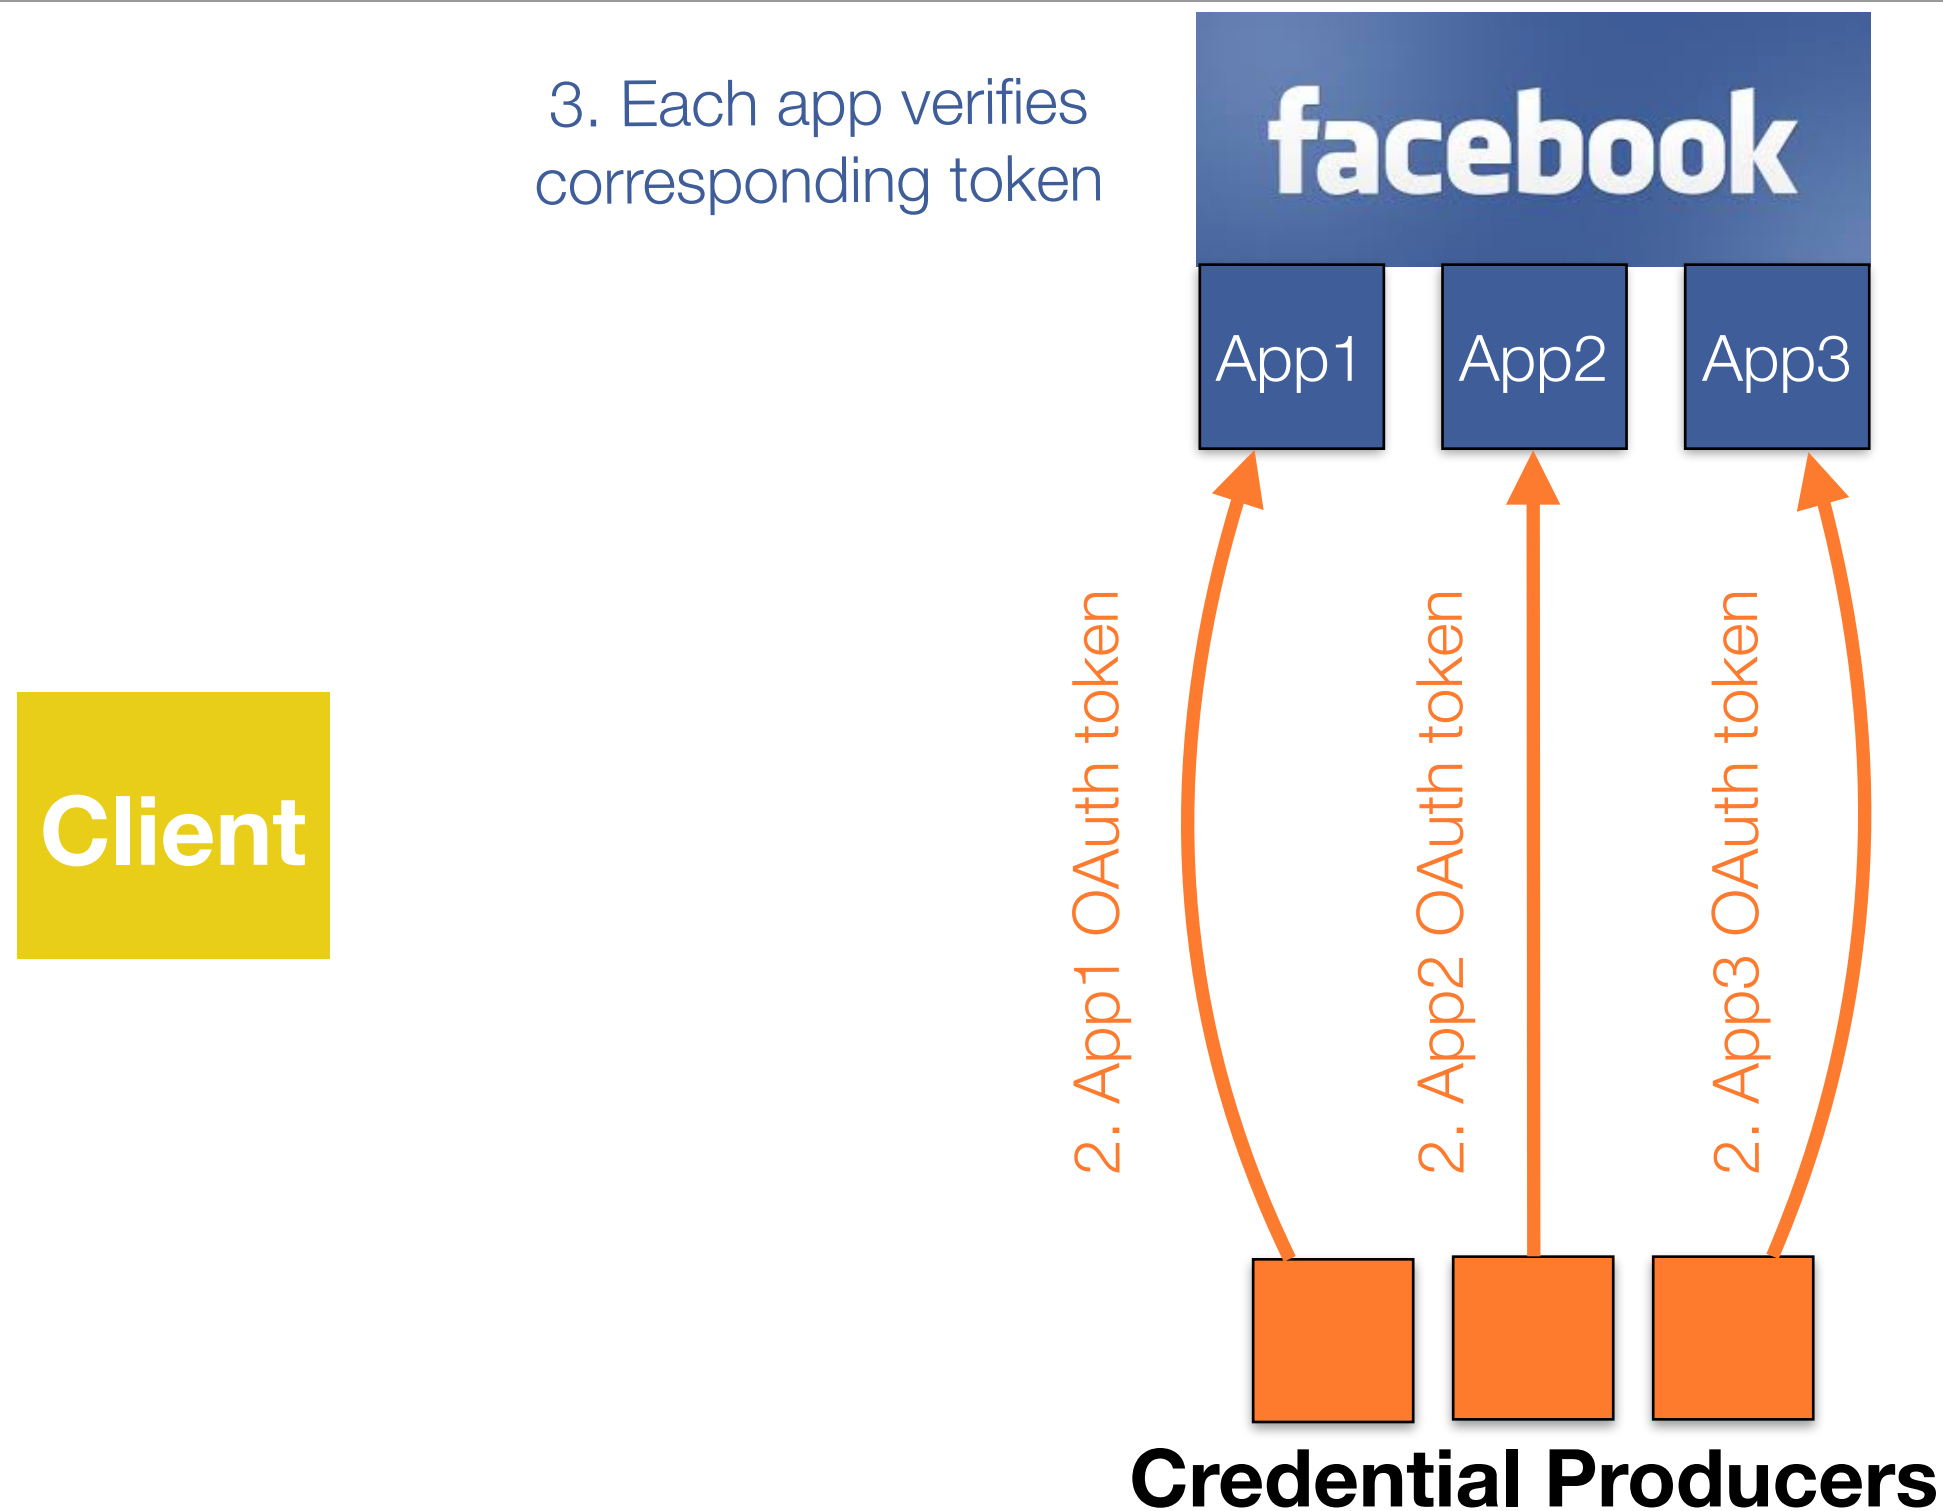 3. Each app verifies
corresponding token
facebook
App1
App2
App3
2. App1 OAuth token
2. App2 OAuth token
2. App3 OAuth token
Client
Credential Producers